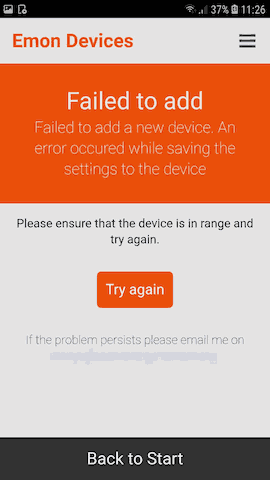 37% 11:26
Emon Devices
Failed to add
Failed to add a new device. An
error occured while saving the
settings to the device
Please ensure that the device is in range and
try again.
Try again
If the problem persists please email me on
Back to Start